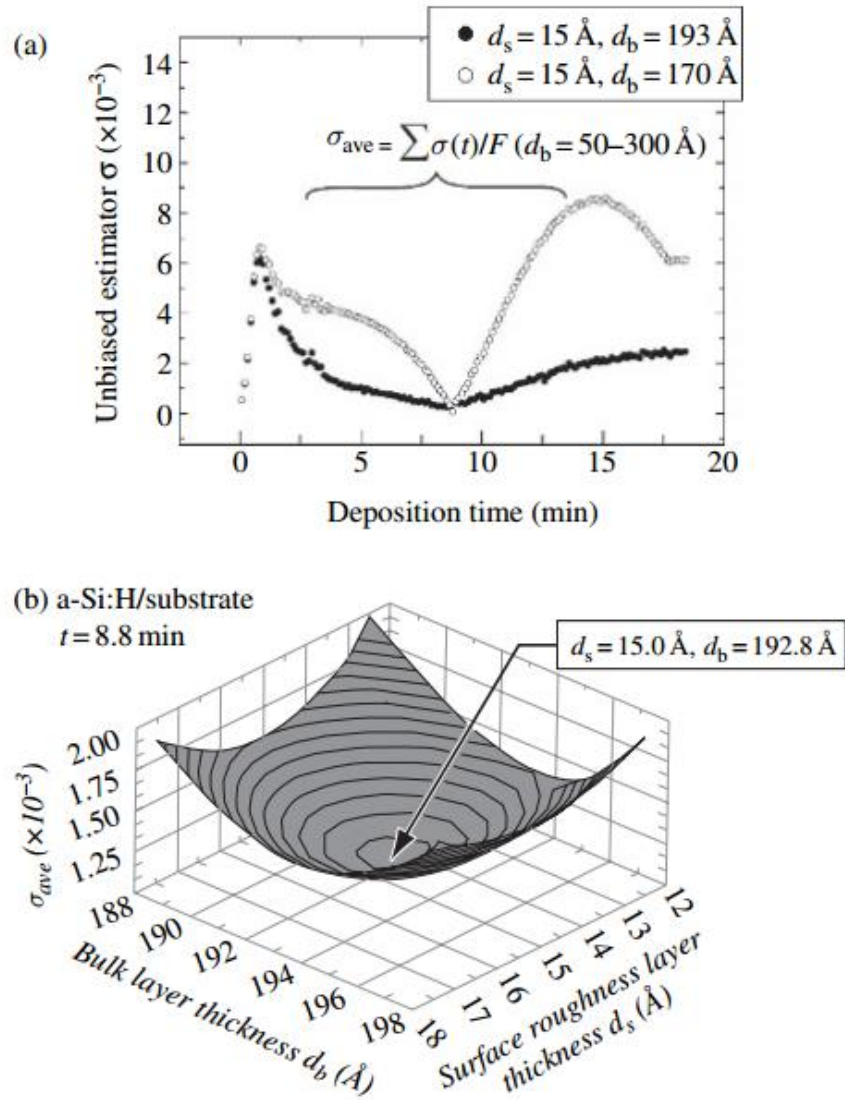 (a)
● d_s = 15 Å, d_b = 193 Å
○ d_s = 15 Å, d_b = 170 Å
σ_ave = ∑ σ(t)/F (d_b = 50–300 Å)
Unbiased estimator σ (×10⁻³)
14
12
10
8
6
4
2
0
0 5 10 15 20
Deposition time (min)
(b) a-Si:H/substrate
t = 8.8 min
d_s = 15.0 Å, d_b = 192.8 Å
σ_ave (×10⁻³)
2.00
1.75
1.50
1.25
188 190 192 194 196 198
Bulk layer thickness d_b (Å)
18 17 16 15 14 13 12
Surface roughness layer
thickness d_s (Å)